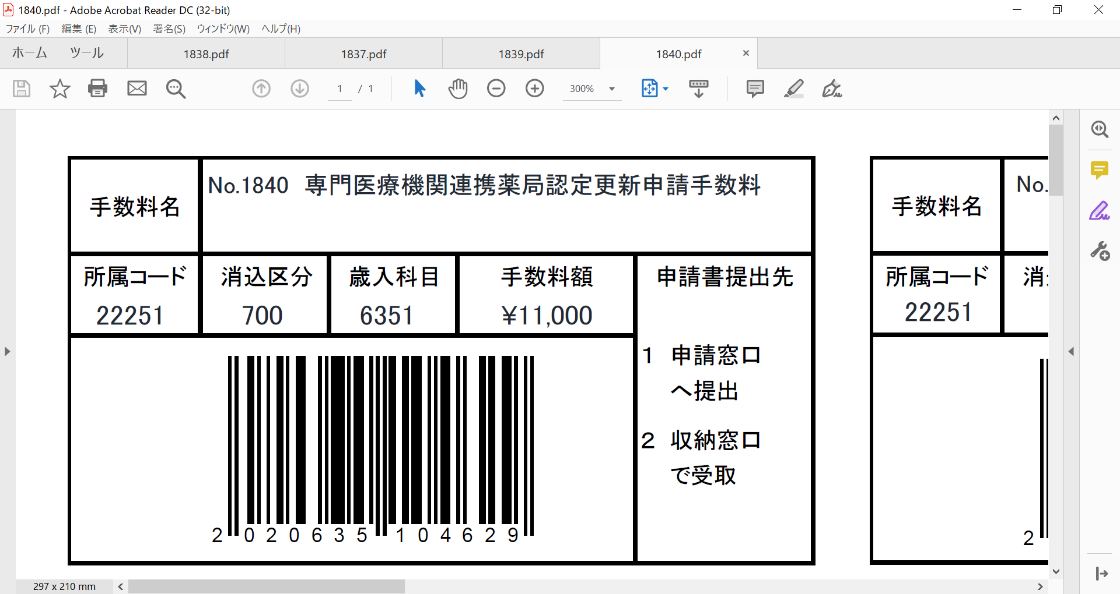 1840.pdf - Adobe Acrobat Reader DC (32-bit)
ファイル(F) 編集(E) 表示(V) 署名(S) ウィンドウ(W) ヘルプ(H)
ホーム ツール 1838.pdf 1837.pdf 1839.pdf 1840.pdf ×
1 / 1 300%
手数料名 No.1840 専門医療機関連携薬局認定更新申請手数料
所属コード 消込区分 歳入科目 手数料額 申請書提出先
22251 700 6351 ¥11,000
1 申請窓口
へ提出
2 収納窓口
で受取
2 020635 104629
手数料名 No.
所属コード 消
22251
2
297 x 210 mm